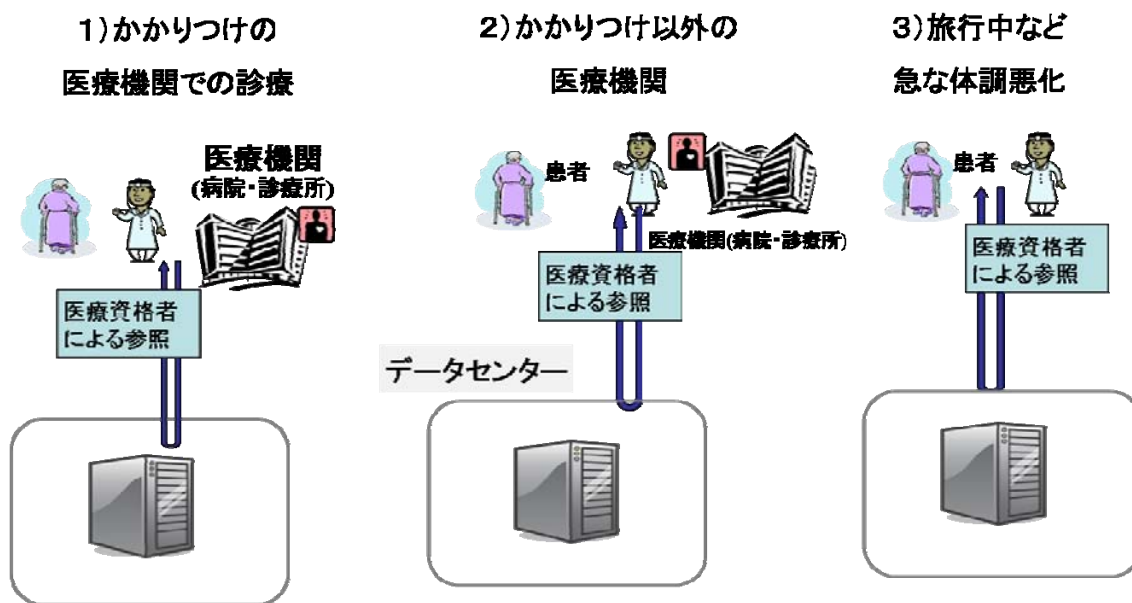 1)かかりつけの
医療機関での診療
医療機関
(病院・診療所)
医療資格者
による参照
2)かかりつけ以外の
医療機関
患者
医療機関(病院・診療所)
医療資格者
による参照
データセンター
3)旅行中など
急な体調悪化
患者
医療資格者
による参照